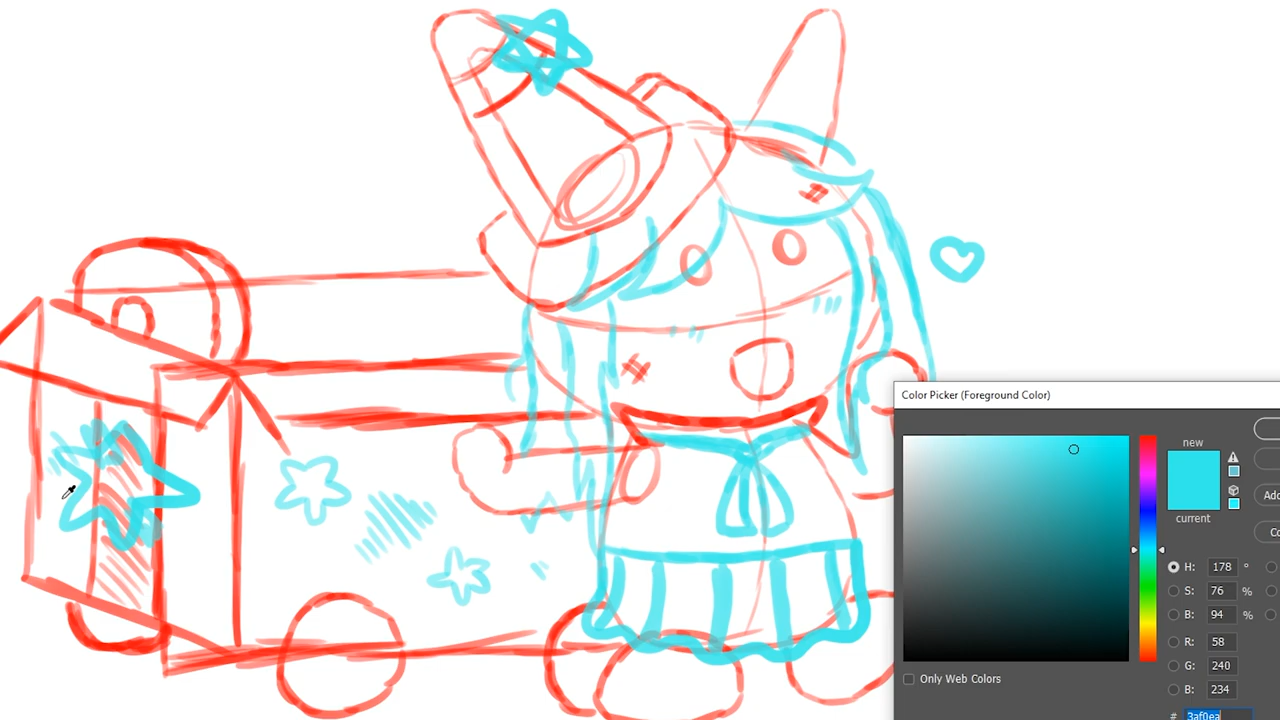 Color Picker (Foreground Color)
new
current
Only Web Colors
H: 178 °
S: 76 %
B: 94 %
R: 58
G: 240
B: 234
# 3af0ea